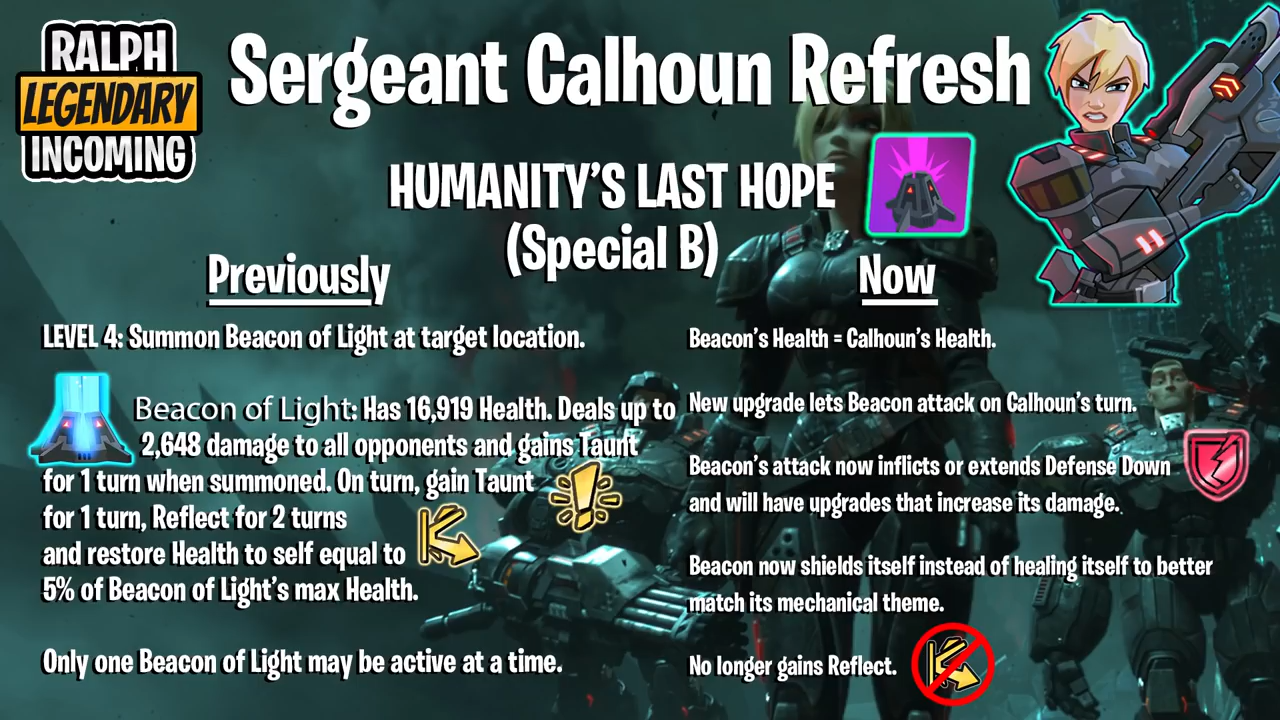 RALPH
LEGENDARY
INCOMING
Sergeant Calhoun Refresh
HUMANITY'S LAST HOPE
(Special B)
Previously
LEVEL 4: Summon Beacon of Light at target location.
Beacon of Light: Has 16,919 Health. Deals up to
2,648 damage to all opponents and gains Taunt
for 1 turn when summoned. On turn, gain Taunt
for 1 turn, Reflect for 2 turns
and restore Health to self equal to
5% of Beacon of Light's max Health.
Only one Beacon of Light may be active at a time.
Now
Beacon's Health = Calhoun's Health.
New upgrade lets Beacon attack on Calhoun's turn.
Beacon's attack now inflicts or extends Defense Down
and will have upgrades that increase its damage.
Beacon now shields itself instead of healing itself to better
match its mechanical theme.
No longer gains Reflect.